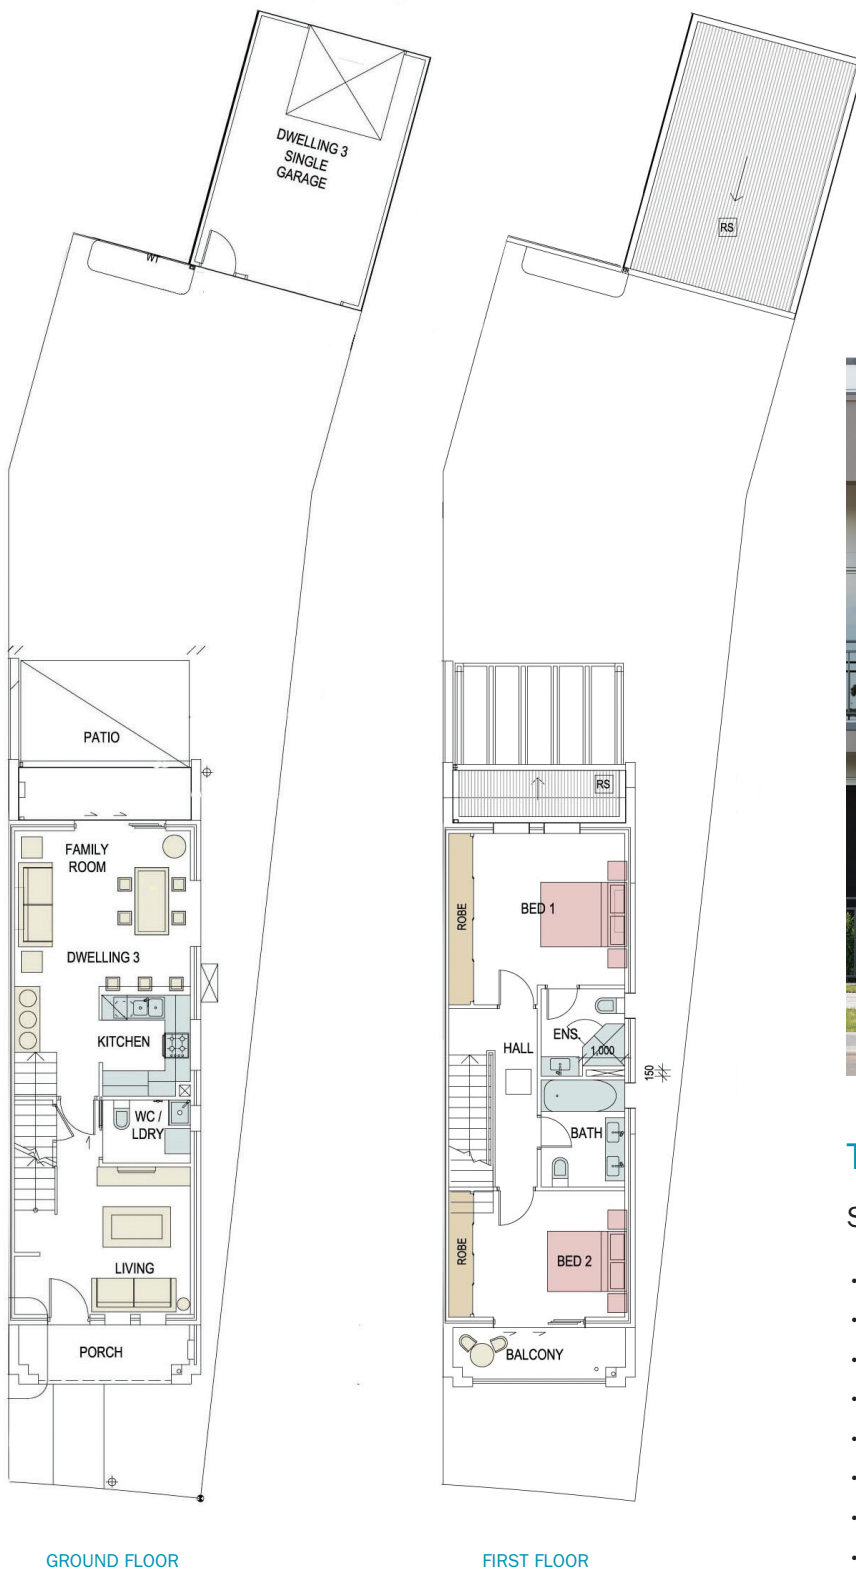 DWELLING 3
SINGLE
GARAGE
WT
PATIO
FAMILY
ROOM
DWELLING 3
KITCHEN
WC /
LDRY
LIVING
PORCH
GROUND FLOOR
RS
RS
ROBE
BED 1
ENS.
HALL
1,000
150
BATH
ROBE
BED 2
BALCONY
FIRST FLOOR
T
S